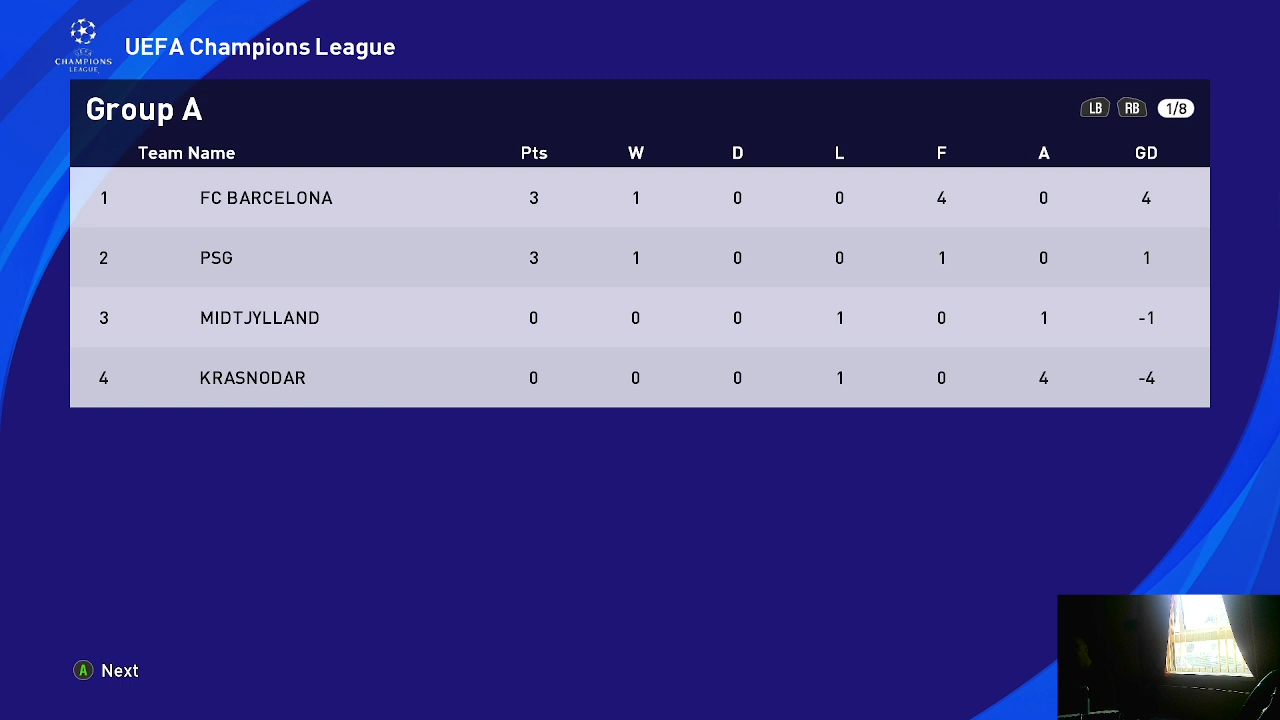 UEFA
CHAMPIONS
LEAGUE
UEFA Champions League
Group A LB RB 1/8
Team Name Pts W D L F A GD
1 FC BARCELONA 3 1 0 0 4 0 4
2 PSG 3 1 0 0 1 0 1
3 MIDTJYLLAND 0 0 0 1 0 1 -1
4 KRASNODAR 0 0 0 1 0 4 -4
A Next